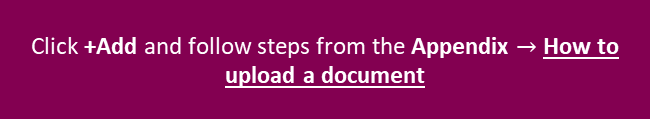 Click +Add and follow steps from the Appendix → How to
upload a document